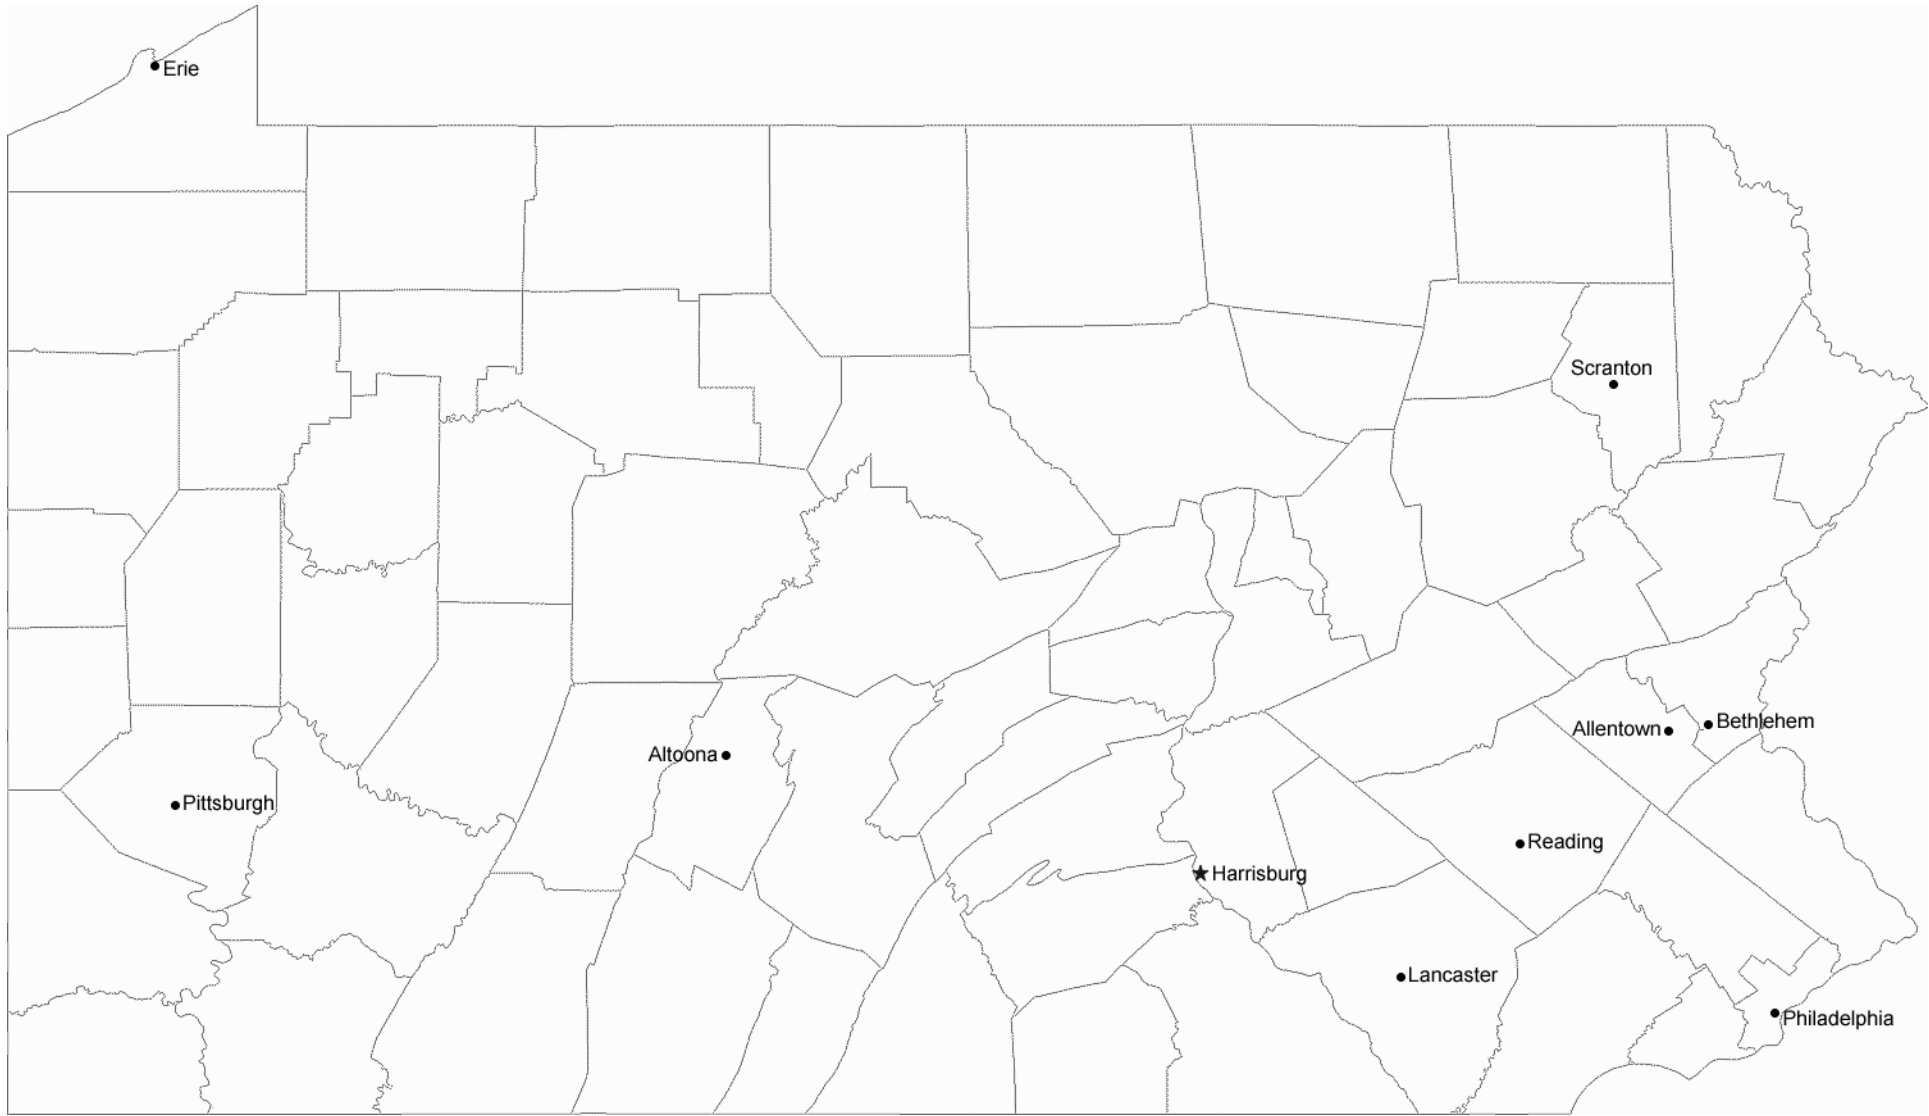 Erie
Scranton
Bethlehem
Allentown
Altoona
Pittsburgh
Reading
Harrisburg
Lancaster
Philadelphia